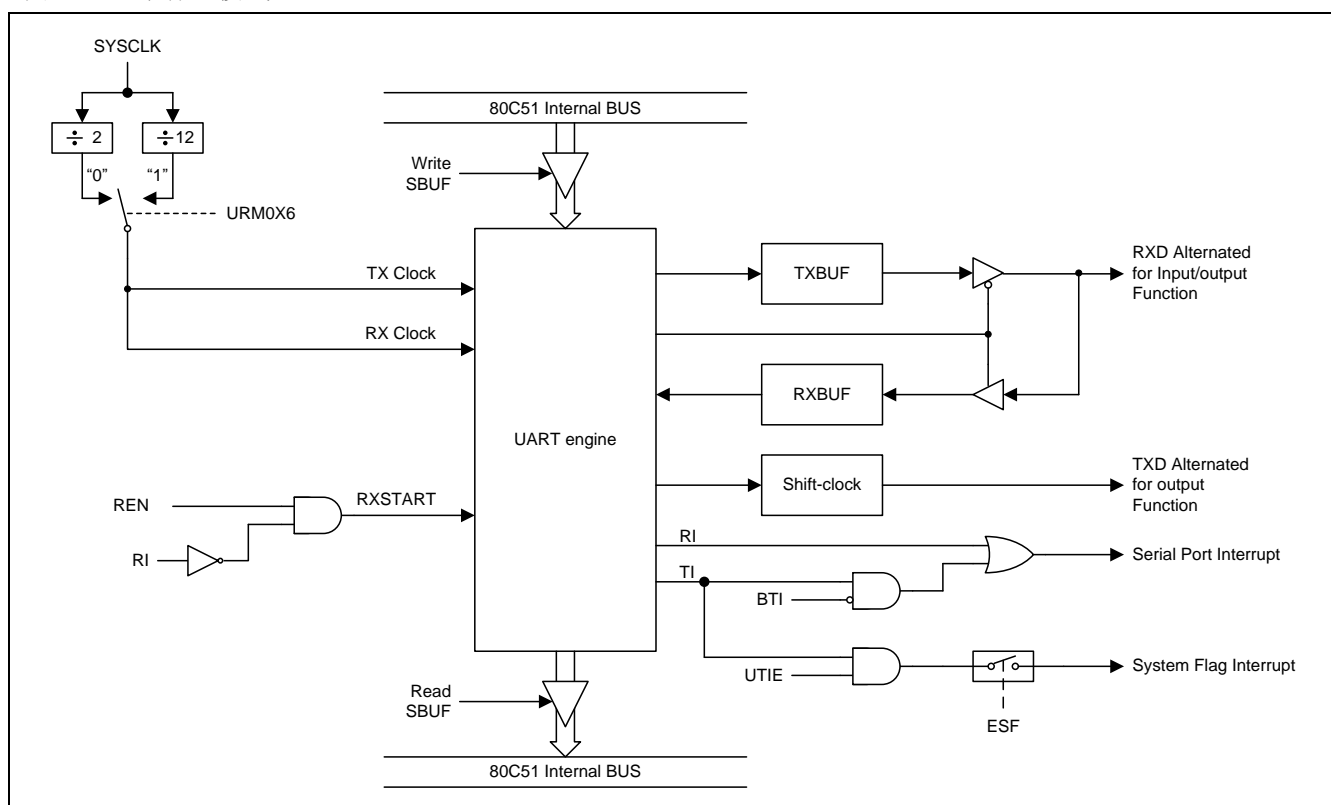 SYSCLK
÷ 2
÷ 12
“0”
“1”
URM0X6
80C51 Internal BUS
Write
SBUF
TX Clock
RX Clock
TXBUF
RXD Alternated
for Input/output
Function
RXBUF
UART engine
Shift-clock
TXD Alternated
for output
Function
REN
RXSTART
RI
RI
TI
BTI
Serial Port Interrupt
UTIE
System Flag Interrupt
ESF
Read
SBUF
80C51 Internal BUS